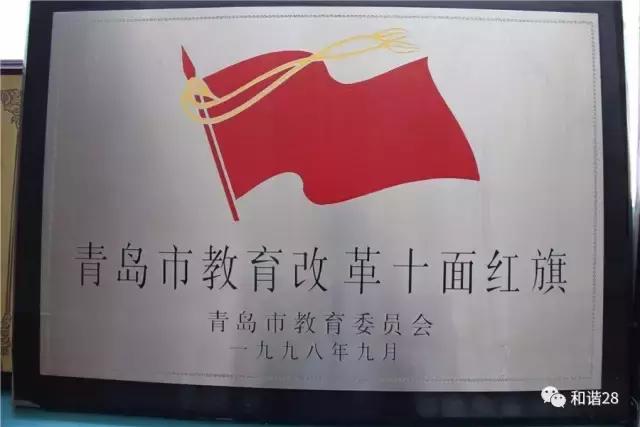 青岛市教育改革十面红旗
青岛市教育委员会
一九九八年九月
和谐28